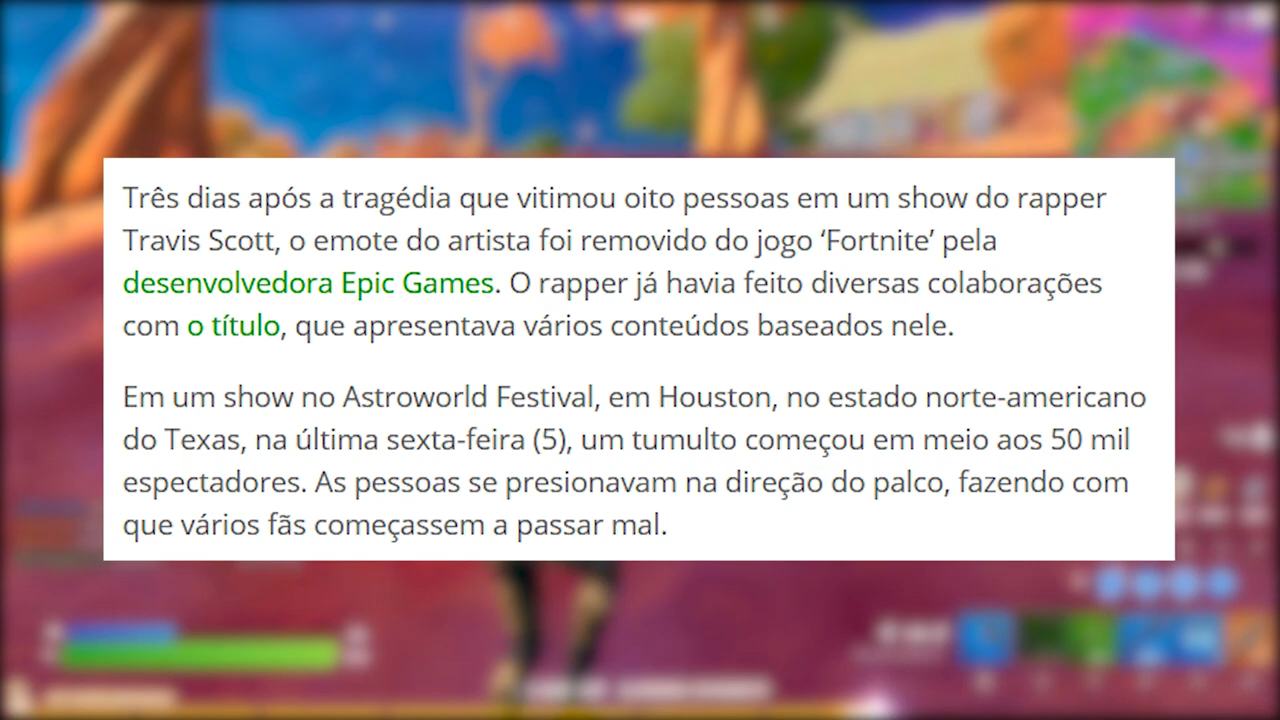 Três dias após a tragédia que vitimou oito pessoas em um show do rapper
Travis Scott, o emote do artista foi removido do jogo ‘Fortnite’ pela
desenvolvedora Epic Games. O rapper já havia feito diversas colaborações
com o título, que apresentava vários conteúdos baseados nele.
Em um show no Astroworld Festival, em Houston, no estado norte-americano
do Texas, na última sexta-feira (5), um tumulto começou em meio aos 50 mil
espectadores. As pessoas se presionavam na direção do palco, fazendo com
que vários fãs começassem a passar mal.